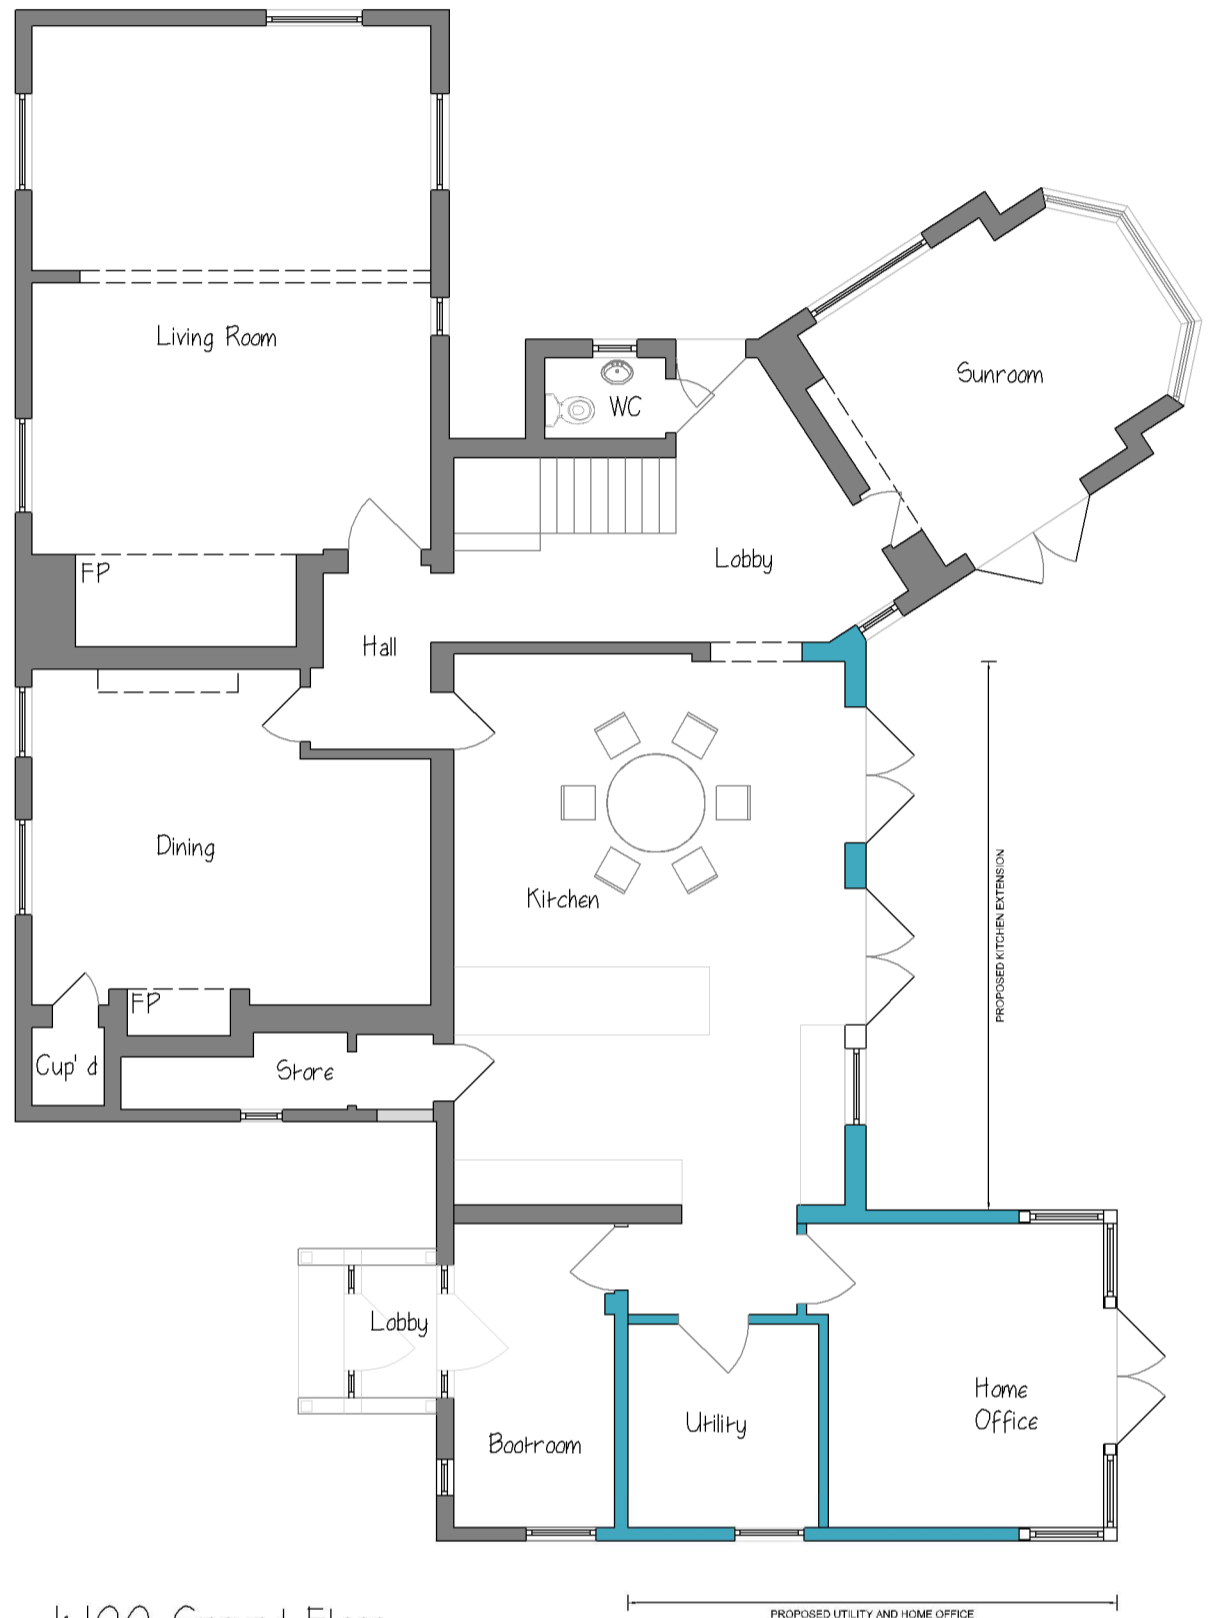 Living Room
Sunroom
WC
Lobby
FP
Hall
Dining
Kitchen
PROPOSED KITCHEN EXTENSION
FP
Cup'd
Store
Lobby
Home
Office
Utility
Bootroom
PROPOSED UTILITY AND HOME OFFICE